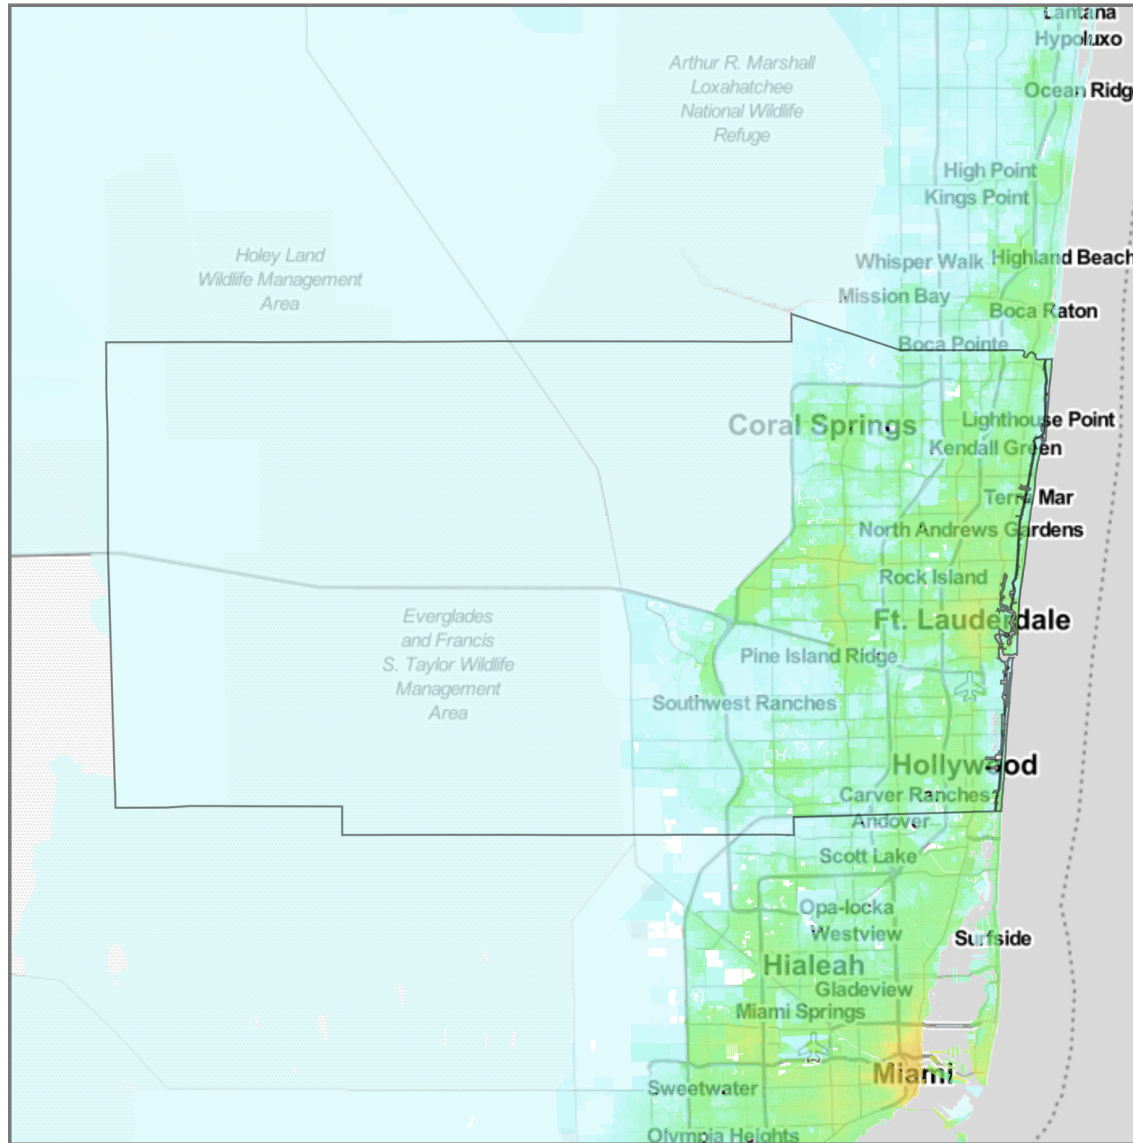 Lantana
Hypoluxo
Arthur R. Marshall
Loxahatchee
National Wildlife
Refuge
Ocean Ridg
High Point
Kings Point
Holey Land
Wildlife Management
Area
Whisper Walk
Highland Beach
Mission Bay
Boca Raton
Boca Pointe
Coral Springs
Lighthouse Point
Kendall Green
Terra Mar
North Andrews Gardens
Rock Island
Everglades
and Francis
S. Taylor Wildlife
Management
Area
Ft. Lauderdale
Pine Island Ridge
Southwest Ranches
Hollywood
Carver Ranches
Andover
Scott Lake
Opa-locka
Westview
Surfside
Hialeah
Gladeview
Miami Springs
Miami
Sweetwater
Olympia Heights